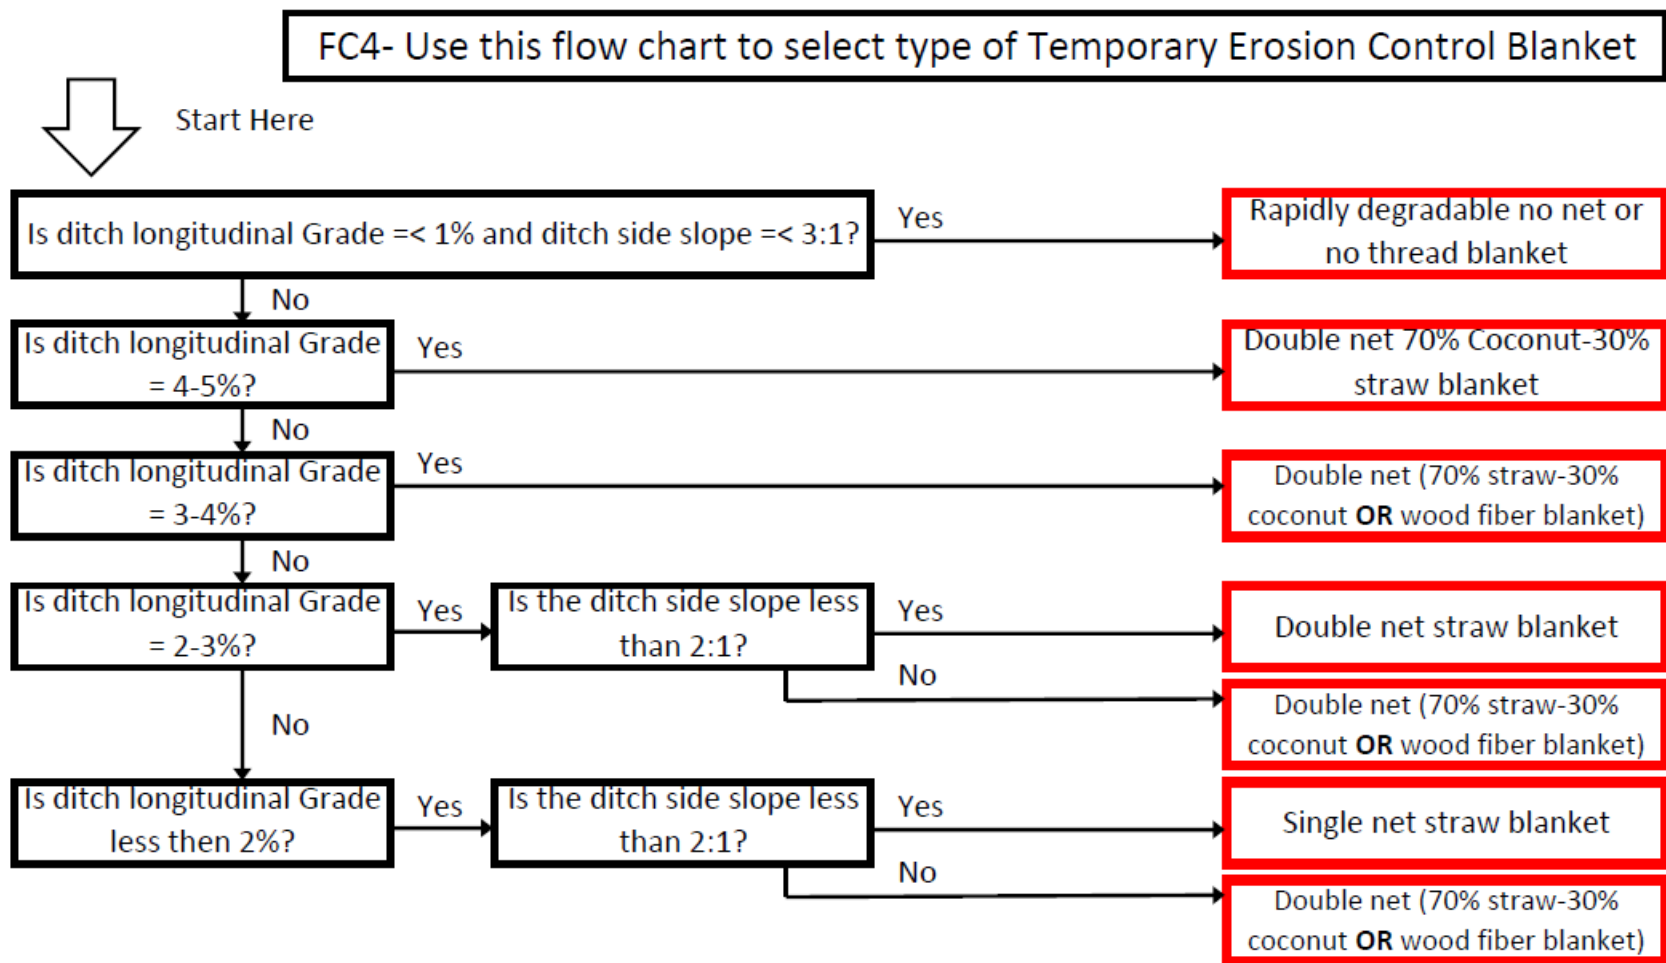 FC4- Use this flow chart to select type of Temporary Erosion Control Blanket
Start Here
Is ditch longitudinal Grade =< 1% and ditch side slope =< 3:1?
Yes
Rapidly degradable no net or
no thread blanket
No
Is ditch longitudinal Grade
= 4-5%?
Yes
Double net 70% Coconut-30%
straw blanket
No
Is ditch longitudinal Grade
= 3-4%?
Yes
Double net (70% straw-30%
coconut OR wood fiber blanket)
No
Is ditch longitudinal Grade
= 2-3%?
Yes
Is the ditch side slope less
than 2:1?
Yes
Double net straw blanket
No
Double net (70% straw-30%
coconut OR wood fiber blanket)
No
Is ditch longitudinal Grade
less then 2%?
Yes
Is the ditch side slope less
than 2:1?
Yes
Single net straw blanket
No
Double net (70% straw-30%
coconut OR wood fiber blanket)